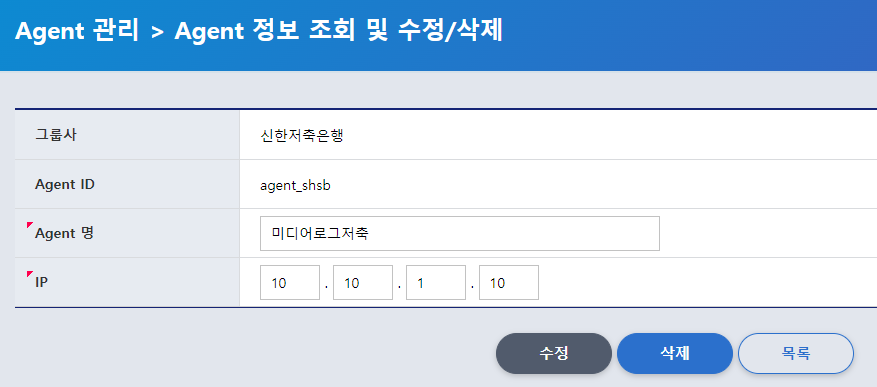 Agent 관리 > Agent 정보 조회 및 수정/삭제
그룹사 신한저축은행
Agent ID agent_shsb
Agent 명 미디어로그저축
IP 10 . 10 . 1 . 10
수정 삭제 목록